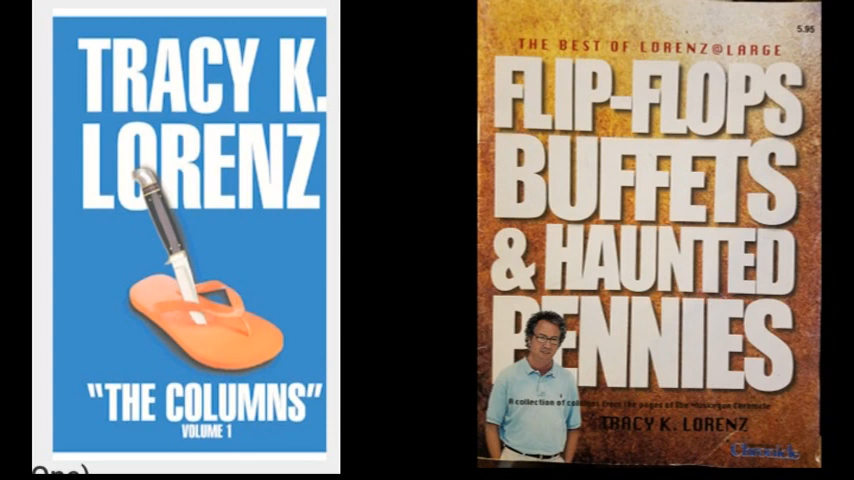 TRACY K.
LORENZ
"THE COLUMNS"
VOLUME 1
One)
5.95
THE BEST OF LORENZ@LARGE
FLIP-FLOPS
BUFFETS
& HAUNTED
PENNIES
A collection of columns from the pages of the Muskegon Chronicle
TRACY K. LORENZ
Chronicle